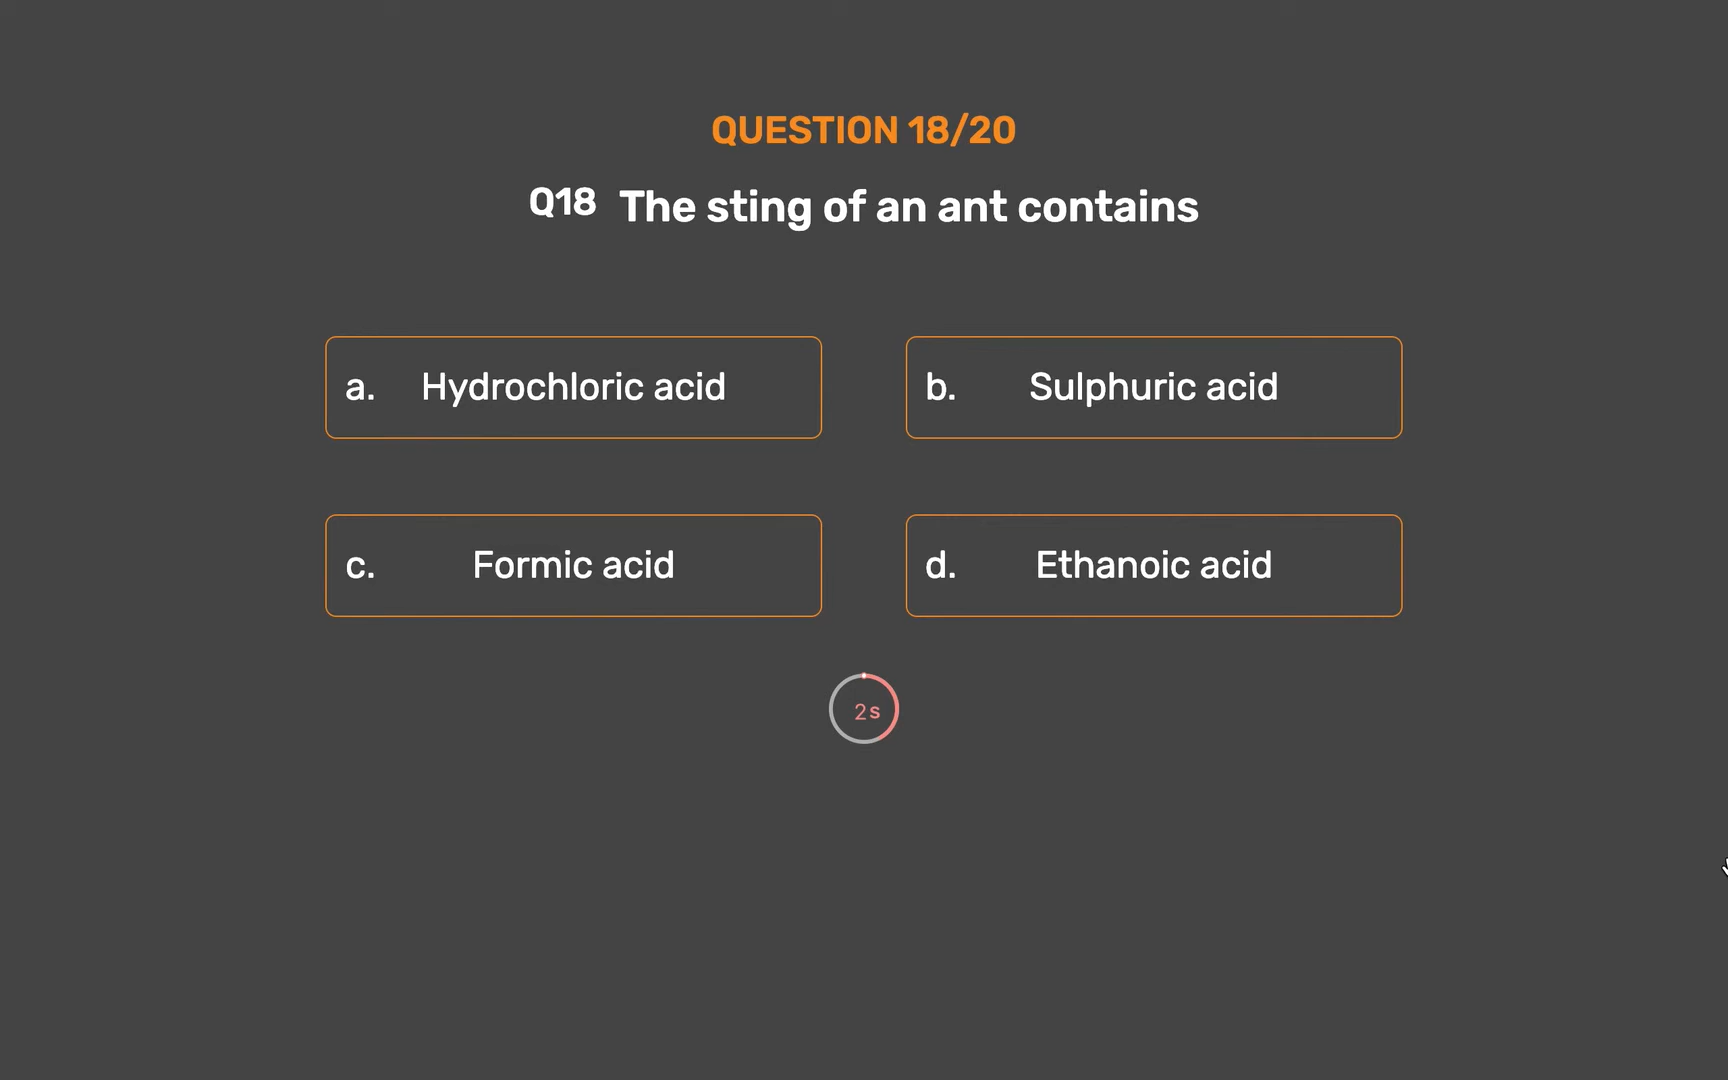 QUESTION 18/20
Q18 The sting of an ant contains
a. Hydrochloric acid
b. Sulphuric acid
c. Formic acid
d. Ethanoic acid
2s